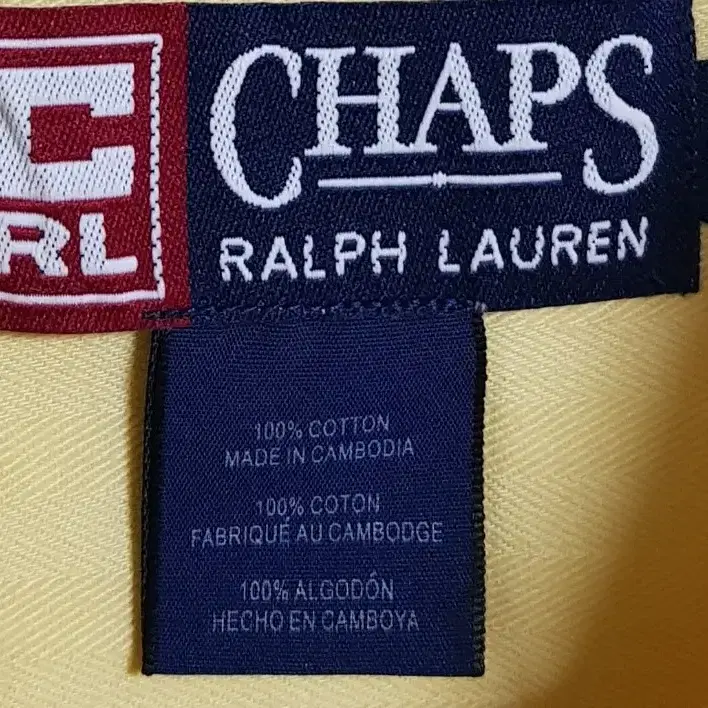 C
RL
CHAPS
RALPH LAUREN
100% COTTON
MADE IN CAMBODIA
100% COTON
FABRIQUÉ AU CAMBODGE
100% ALGODÓN
HECHO EN CAMBOYA